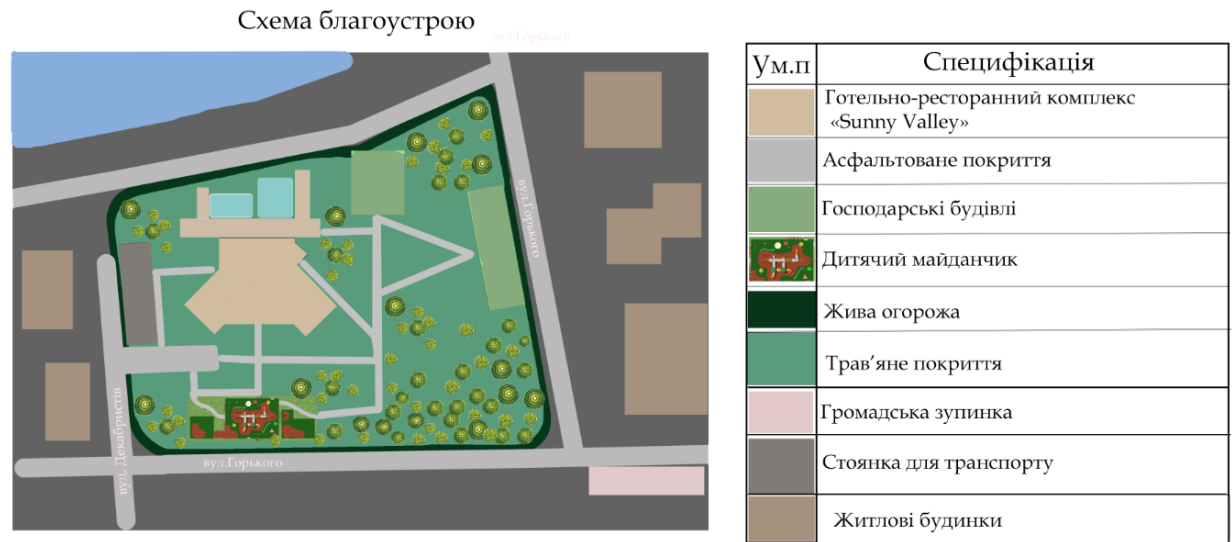 Схема благоустрою
вул.Горького
вул.Горького
вул. Декабристів
вул.Горького
Ум.п
Специфікація
Готельно-ресторанний комплекс
«Sunny Valley»
Асфальтоване покриття
Господарські будівлі
Дитячий майданчик
Жива огорожа
Трав’яне покриття
Громадська зупинка
Стоянка для транспорту
Житлові будинки